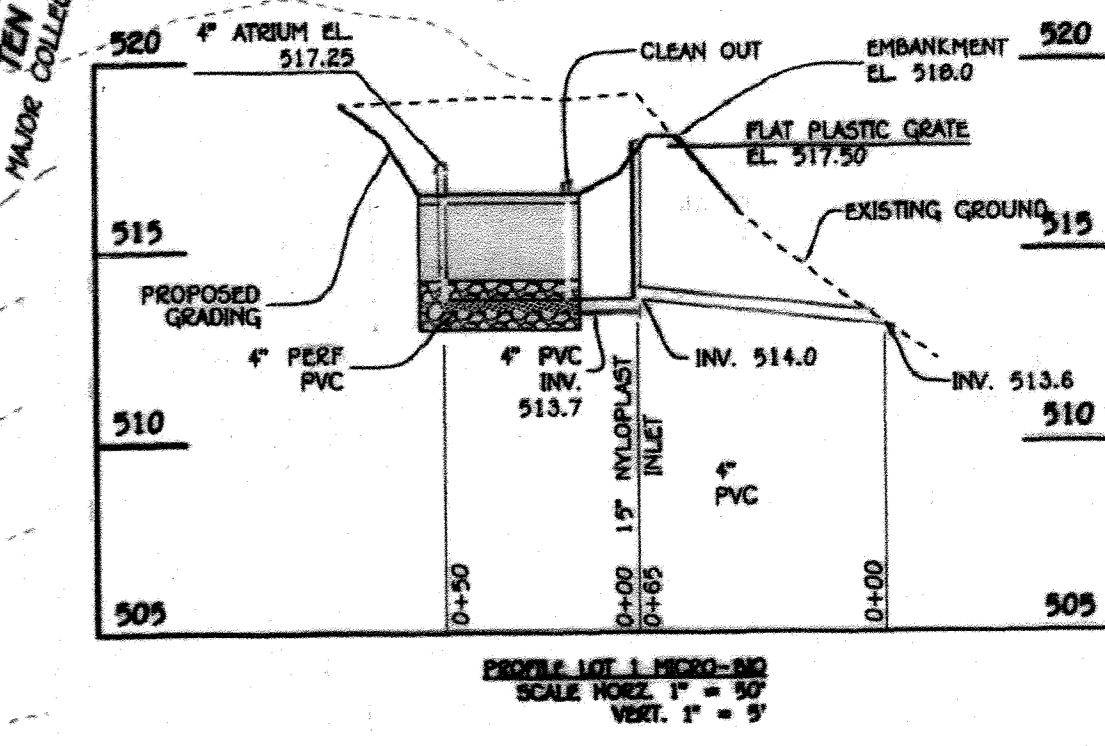 TEN
MAJOR COLLEC
520
4" ATRIUM EL.
517.25
CLEAN OUT
EMBANKMENT
EL. 518.0
520
FLAT PLASTIC GRATE
EL. 517.50
515
EXISTING GROUND
515
PROPOSED
GRADING
4" PERF
PVC
4" PVC
INV.
513.7
INV. 514.0
INV. 513.6
510
510
15" NYLOPLAST
INLET
4"
PVC
0+50
0+00
0+65
0+00
505
505
PROFILE LOT 1 MICRO-BIO
SCALE HORZ. 1" = 50'
VERT. 1" = 5'